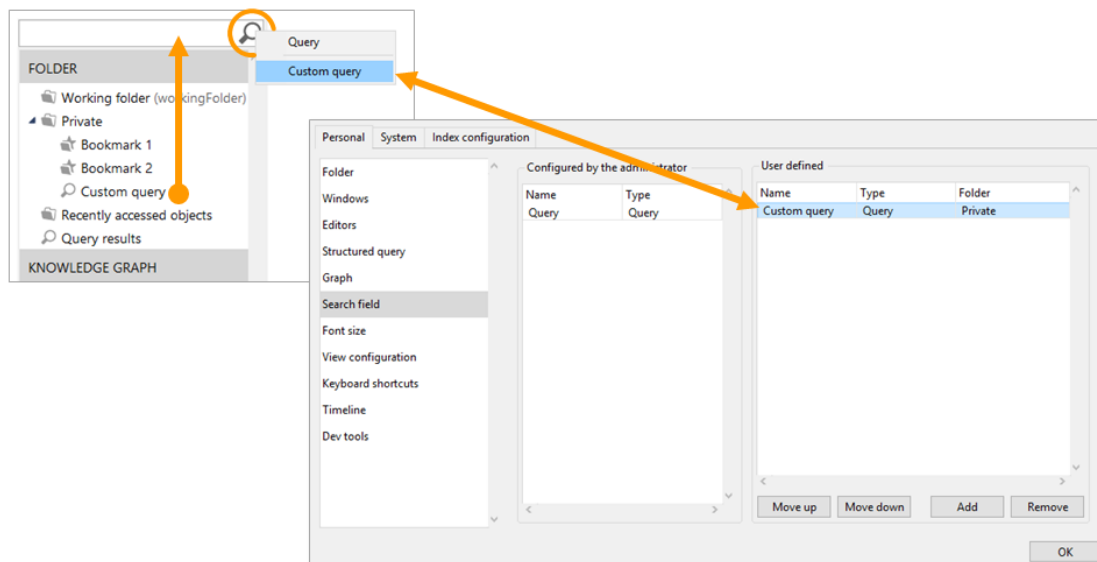 Query
Custom query
FOLDER
Working folder (workingFolder)
Private
Bookmark 1
Bookmark 2
Custom query
Recently accessed objects
Query results
KNOWLEDGE GRAPH
Personal System Index configuration
Folder
Windows
Editors
Structured query
Graph
Search field
Font size
View configuration
Keyboard shortcuts
Timeline
Dev tools
Configured by the administrator
Name Type
Query Query
User defined
Name Type Folder
Custom query Query Private
Move up Move down Add Remove
OK